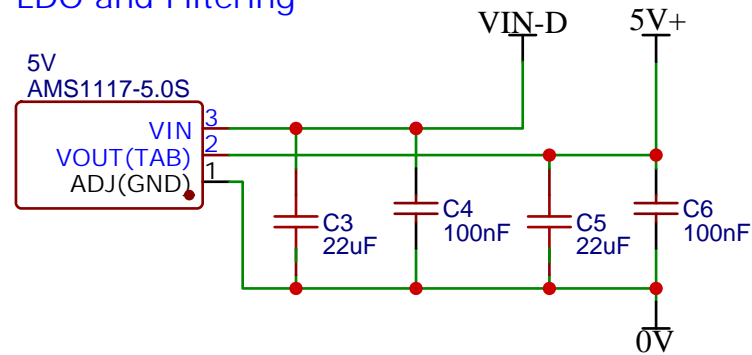 LDO and Filtering
VIN-D
5V+
5V
AMS1117-5.0S
VIN
3
VOUT(TAB)
2
ADJ(GND)
1
C3
22uF
C4
100nF
C5
22uF
C6
100nF
0V